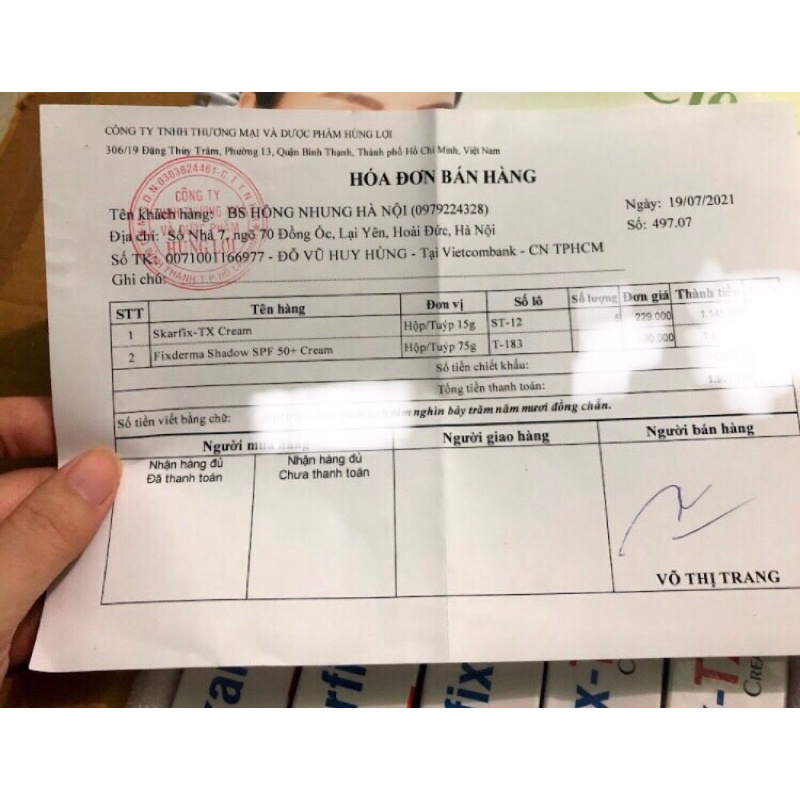 CÔNG TY TNHH THƯƠNG MẠI VÀ DƯỢC PHẨM HÙNG LỢI
306/19 Đặng Thùy Trâm, Phường 13, Quận Bình Thạnh, Thành phố Hồ Chí Minh, Việt Nam
HÓA ĐƠN BÁN HÀNG
Ngày: 19/07/2021
Số: 497.07
Tên khách hàng: BS HỒNG NHUNG HÀ NỘI (0979224328)
Địa chỉ: Số Nhà 7, ngõ 70 Đồng Ốc, Lại Yên, Hoài Đức, Hà Nội
Số TK: 0071001166977 - ĐỖ VŨ HUY HÙNG - Tại Vietcombank - CN TPHCM
Ghi chú:
CÔNG TY
HÙNG LỢI
STT Tên hàng Đơn vị Số lô Số lượng Đơn giá Thành tiền
1 Skarfix-TX Cream Hộp/Tuýp 15g ST-12 229.000
2 Fixderma Shadow SPF 50+ Cream Hộp/Tuýp 75g T-183
Số tiền chiết khấu:
Tổng tiền thanh toán:
Số tiền viết bằng chữ: nghìn bảy trăm năm mươi đồng chẵn.
Người mua hàng Người giao hàng Người bán hàng
Nhận hàng đủ Nhận hàng đủ
Đã thanh toán Chưa thanh toán
VÕ THỊ TRANG